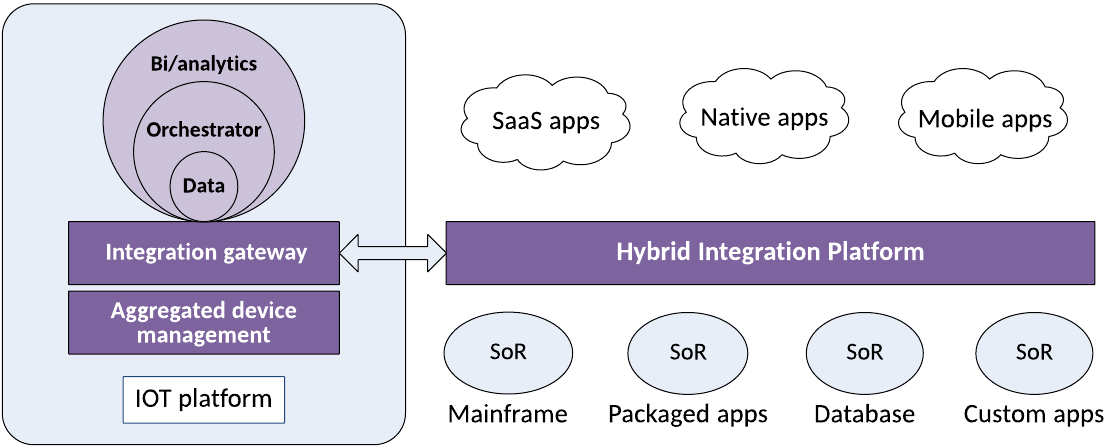 Bi/analytics
Orchestrator
Data
Integration gateway
Aggregated device
management
IOT platform
SaaS apps
Native apps
Mobile apps
Hybrid Integration Platform
SoR
SoR
SoR
SoR
Mainframe
Packaged apps
Database
Custom apps